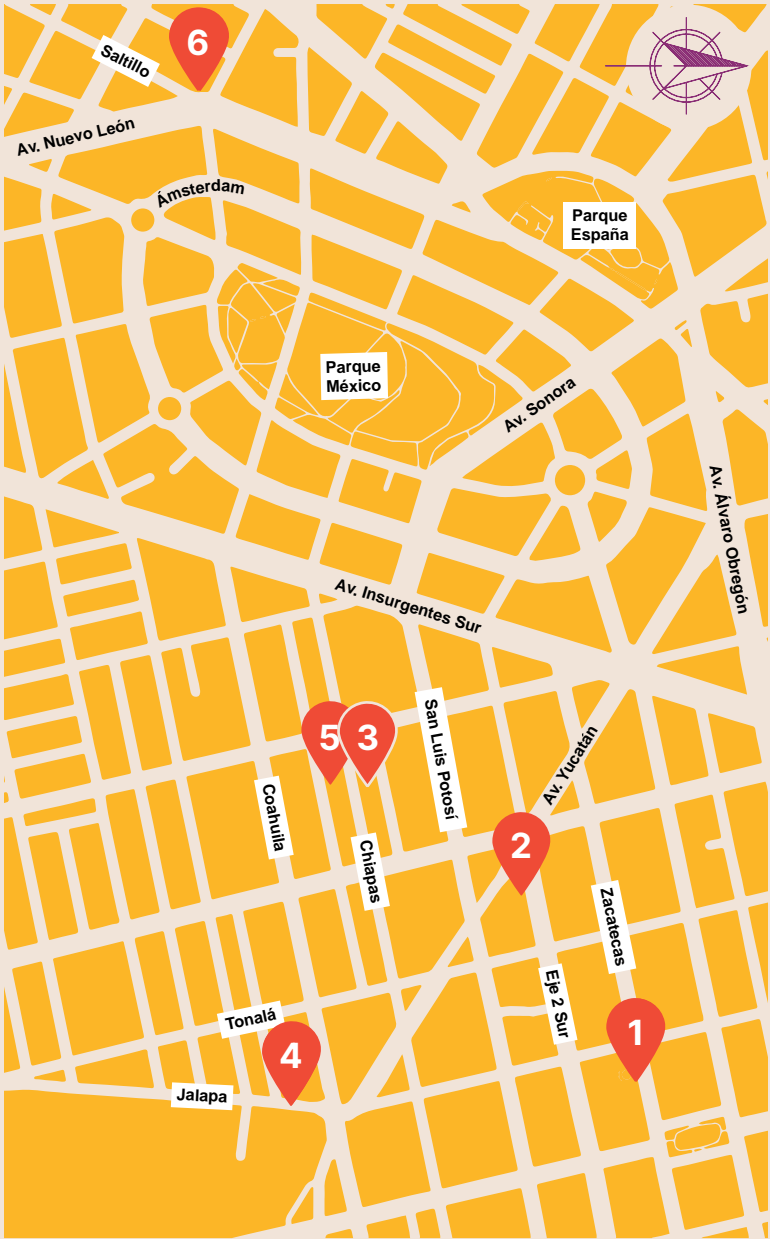 6
Saltillo
Av. Nuevo León
Ámsterdam
Parque
España
Parque
México
Av. Sonora
Av. Álvaro Obregón
Av. Insurgentes Sur
5
3
San Luis Potosí
Av. Yucatán
Coahuila
2
Chiapas
Zacatecas
Eje 2 Sur
Tonalá
1
4
Jalapa